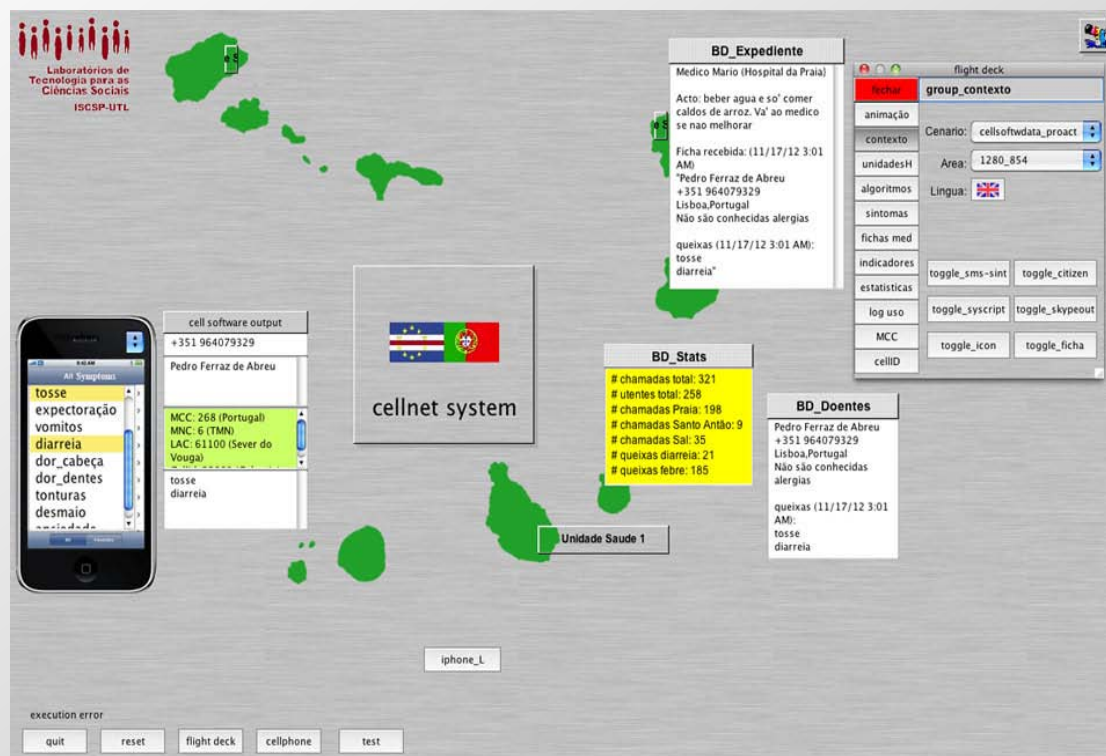 Laboratórios de
Tecnologia para as
Ciências Sociais
ISCSP-UTL
BD_Expediente
Medico Mario (Hospital da Praia)
Acto: beber agua e so' comer
caldos de arroz. Va' ao medico
se nao melhorar
Ficha recebida: (11/17/12 3:01
AM)
"Pedro Ferraz de Abreu
+351 964079329
Lisboa,Portugal
Não são conhecidas alergias
queixas (11/17/12 3:01 AM):
tosse
diarreia"
flight deck
fechar
group_contexto
animação
contexto
unidadesH
algoritmos
sintomas
fichas med
indicadores
estatisticas
log uso
MCC
cellID
Cenario: cellsoftwdata_proact
Area: 1280_854
Lingua:
toggle_sms-sint toggle_citizen
toggle_syscript toggle_skypeout
toggle_icon toggle_ficha
9:42 AM
All Symptoms
tosse
expectoração
vomitos
diarreia
dor_cabeça
dor_dentes
tonturas
desmaio
cell software output
+351 964079329
Pedro Ferraz de Abreu
MCC: 268 (Portugal)
MNC: 6 (TMN)
LAC: 61100 (Sever do
Vouga)
tosse
diarreia
cellnet system
BD_Stats
# chamadas total: 321
# utentes total: 258
# chamadas Praia: 198
# chamadas Santo Antão: 9
# chamadas Sal: 35
# queixas diarreia: 21
# queixas febre: 185
BD_Doentes
Pedro Ferraz de Abreu
+351 964079329
Lisboa,Portugal
Não são conhecidas
alergias
queixas (11/17/12 3:01
AM):
tosse
diarreia
Unidade Saude 1
iphone_L
execution error
quit reset flight deck cellphone test